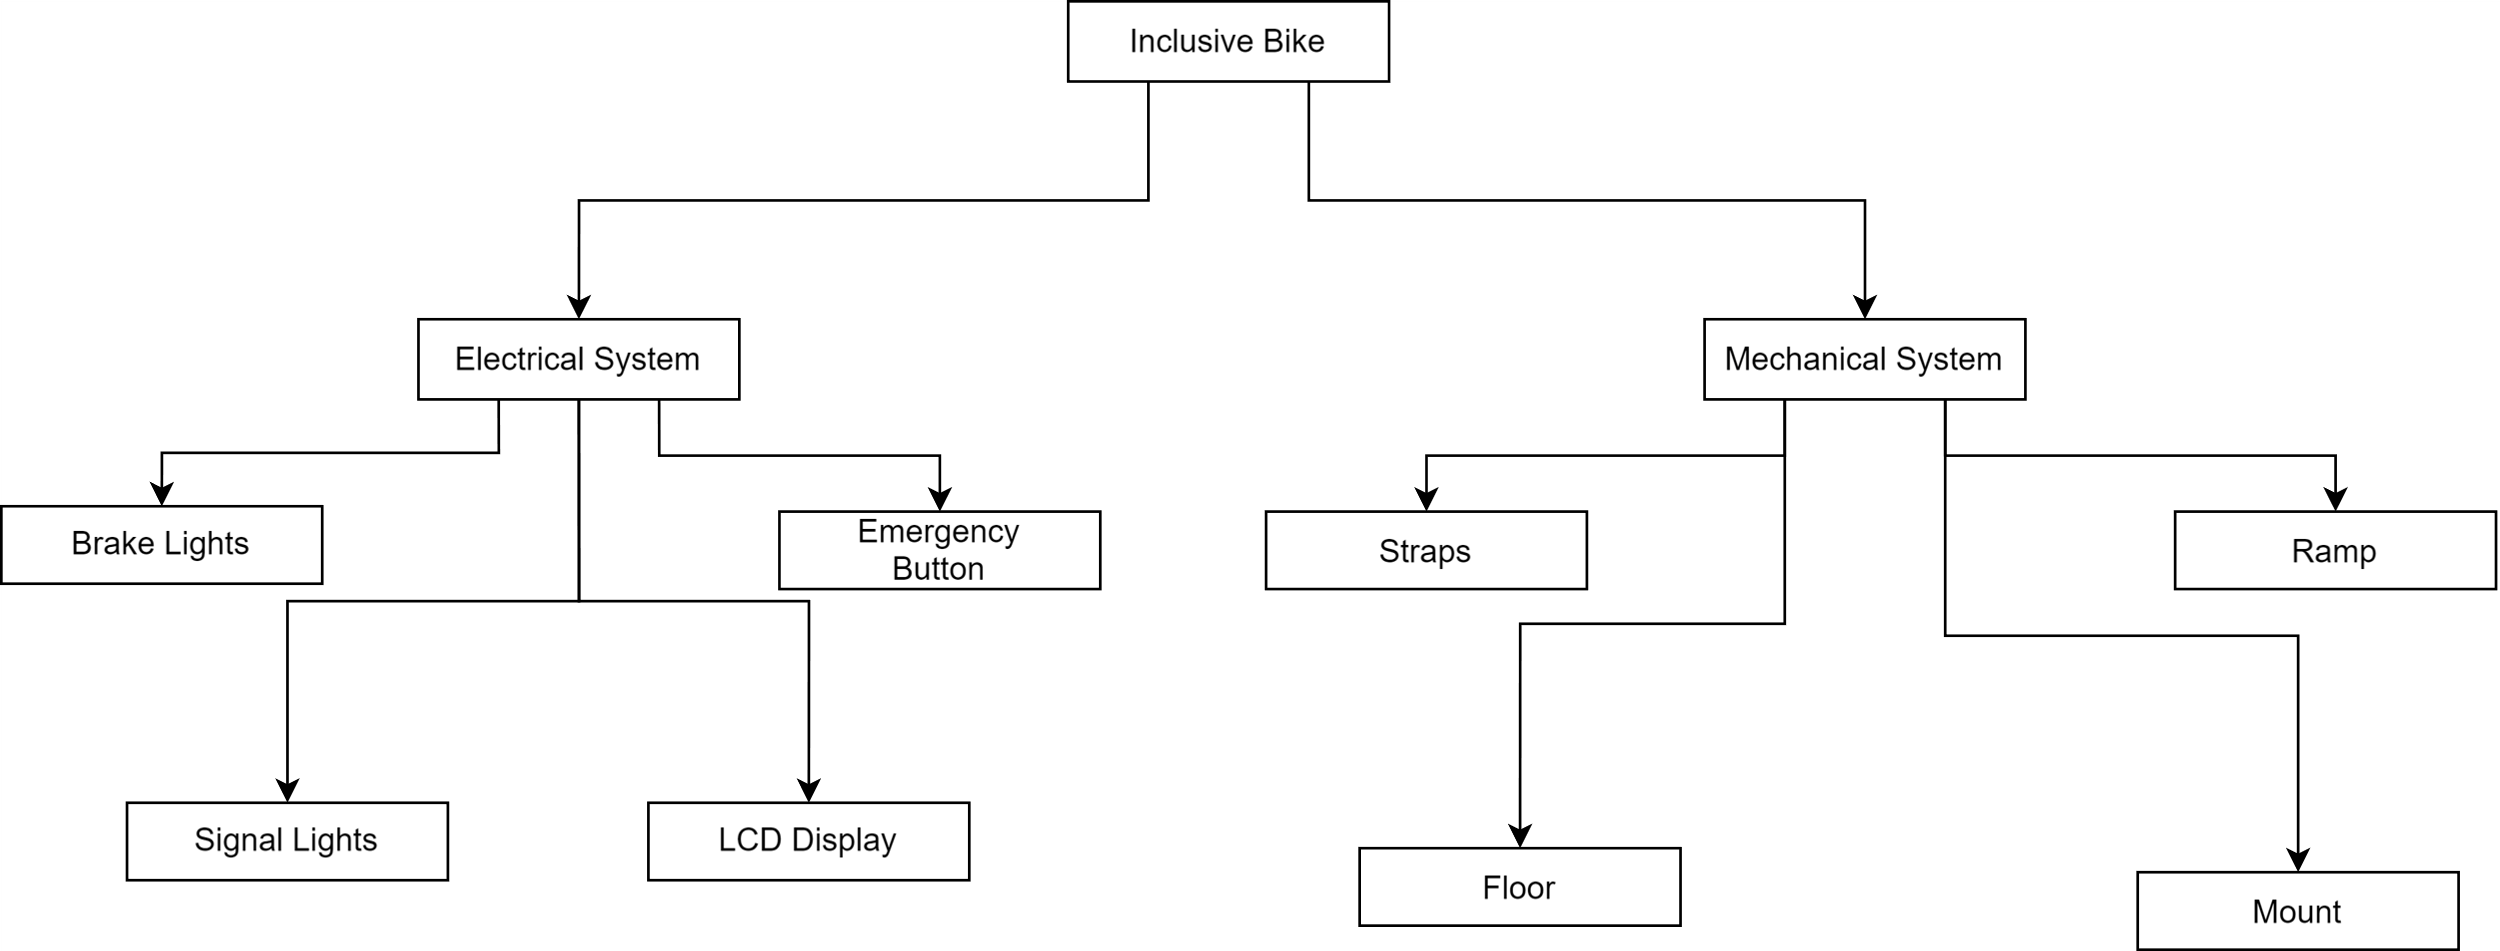 Inclusive Bike
Electrical System
Mechanical System
Brake Lights
Emergency
Button
Straps
Ramp
Signal Lights
LCD Display
Floor
Mount